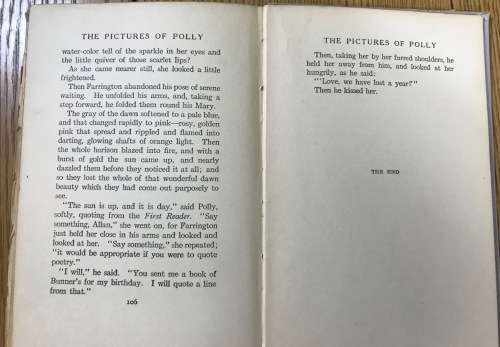 THE PICTURES OF POLLY
water-color tell of the sparkle in her eyes and
the little quiver of those scarlet lips?
As she came nearer still, she looked a little
frightened.
Then Farrington abandoned his pose of serene
waiting. He unfolded his arms, and, taking a
step forward, he folded them round his Mary.
The gray of the dawn softened to a pale blue,
and that changed rapidly to pink—rosy, golden
pink that spread and rippled and flamed into
darting, glowing shafts of orange light. Then
the whole horizon blazed into fire, and with a
burst of gold the sun came up, and nearly
dazzled them before they noticed it at all; and
so they lost the whole of that wonderful dawn
beauty which they had come out purposely to
see.
"The sun is up, and it is day," said Polly,
softly, quoting from the First Reader. "Say
something, Allan," she went on, for Farrington
just held her close in his arms and looked and
looked at her. "Say something," she repeated;
"it would be appropriate if you were to quote
poetry."
"I will," he said. "You sent me a book of
Bunner's for my birthday. I will quote a line
from that."
106
THE PICTURES OF POLLY
Then, taking her by her furred shoulders, he
held her away from him, and looked at her
hungrily, as he said:
"'Love, we have lost a year?'"
Then he kissed her.
THE END